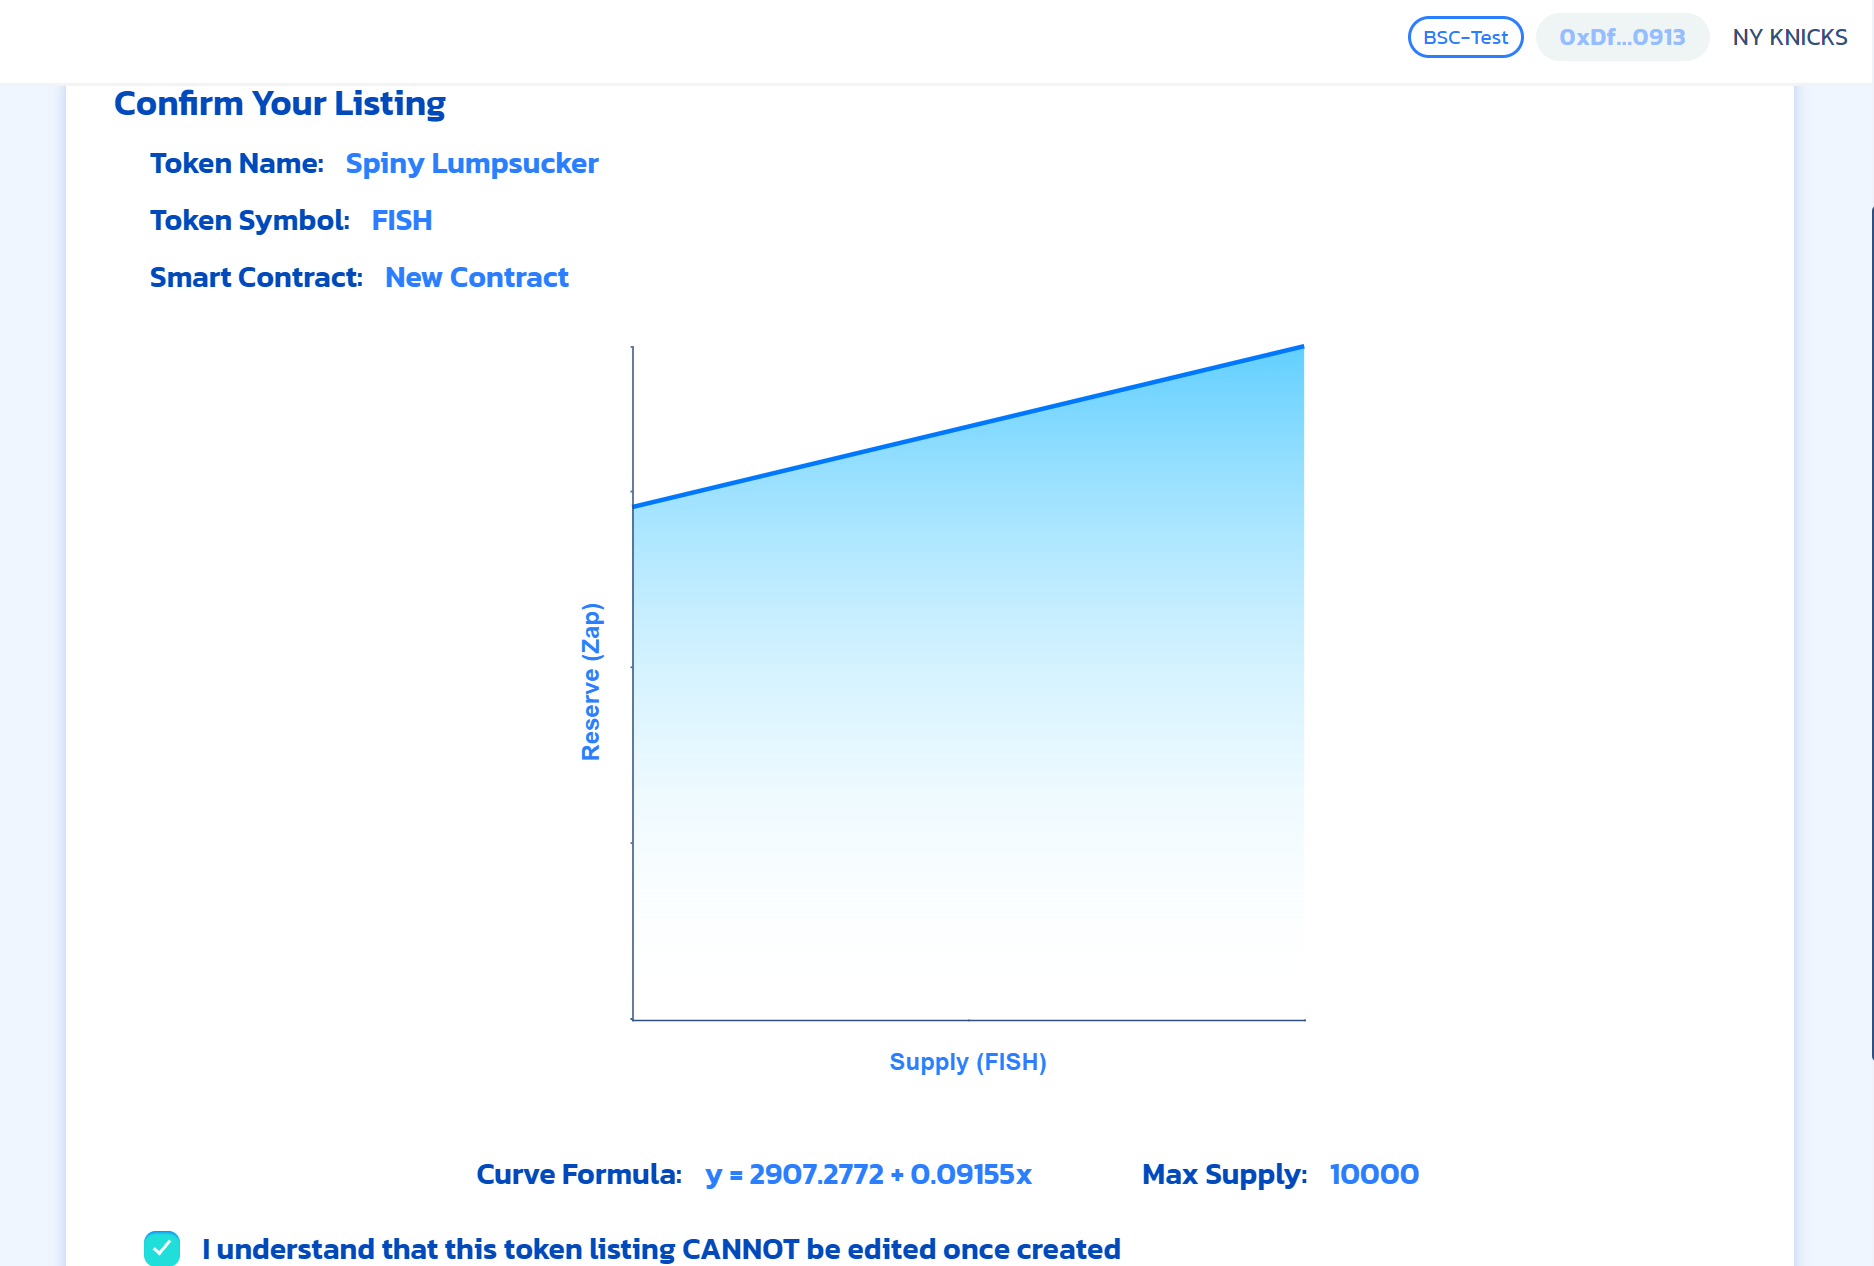 BSC-Test 0xDf...0913 NY KNICKS
Confirm Your Listing
Token Name: Spiny Lumpsucker
Token Symbol: FISH
Smart Contract: New Contract
Reserve (Zap)
Supply (FISH)
Curve Formula: y = 2907.2772 + 0.09155x Max Supply: 10000
I understand that this token listing CANNOT be edited once created